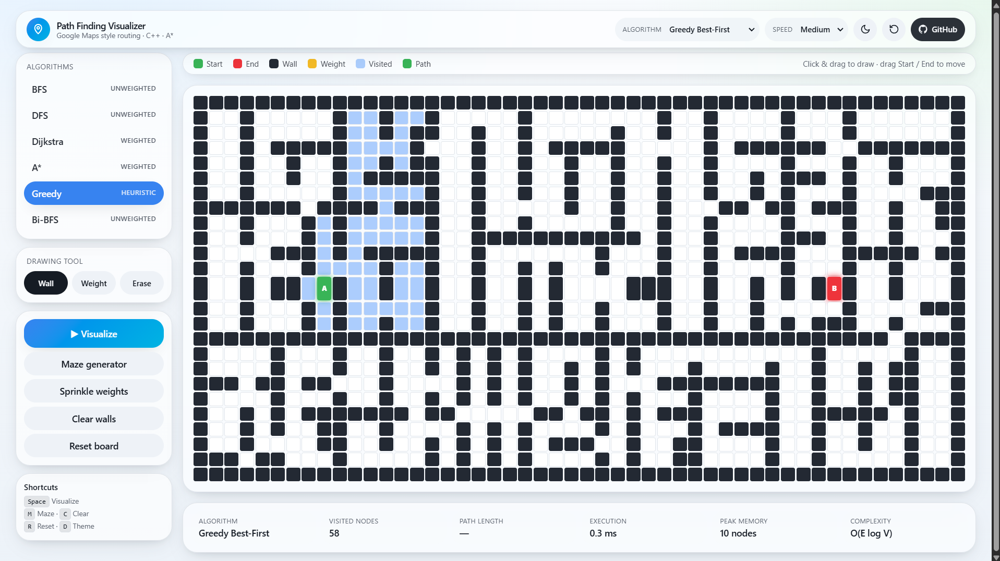 Path Finding Visualizer
Google Maps style routing · C++ · A*
ALGORITHM Greedy Best-First
SPEED Medium
GitHub
ALGORITHMS
BFS UNWEIGHTED
DFS UNWEIGHTED
Dijkstra WEIGHTED
A* WEIGHTED
Greedy HEURISTIC
Bi-BFS UNWEIGHTED
DRAWING TOOL
Wall Weight Erase
Visualize
Maze generator
Sprinkle weights
Clear walls
Reset board
Shortcuts
Space Visualize
M Maze · C Clear
R Reset · D Theme
Start End Wall Weight Visited Path
Click & drag to draw · drag Start / End to move
A B
ALGORITHM
Greedy Best-First
VISITED NODES
58
PATH LENGTH
—
EXECUTION
0.3 ms
PEAK MEMORY
10 nodes
COMPLEXITY
O(E log V)